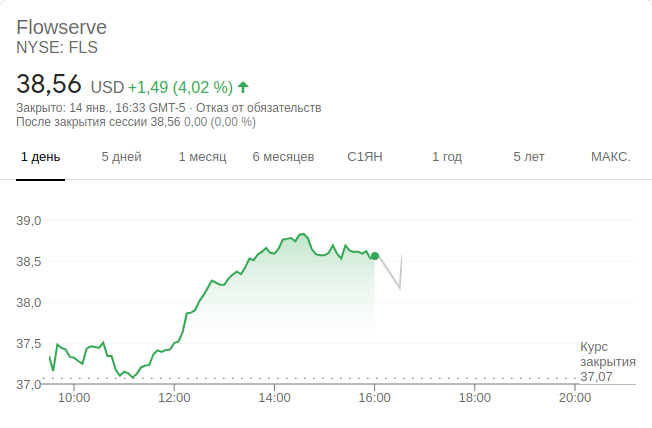 Flowserve
NYSE: FLS
38,56 USD +1,49 (4,02 %)
Закрыто: 14 янв., 16:33 GMT-5 · Отказ от обязательств
После закрытия сессии 38,56 0,00 (0,00 %)
1 день 5 дней 1 месяц 6 месяцев С1ЯН 1 год 5 лет МАКС.
39,0
38,5
38,0
37,5
37,0
Курс
закрытия
37,07
10:00 12:00 14:00 16:00 18:00 20:00